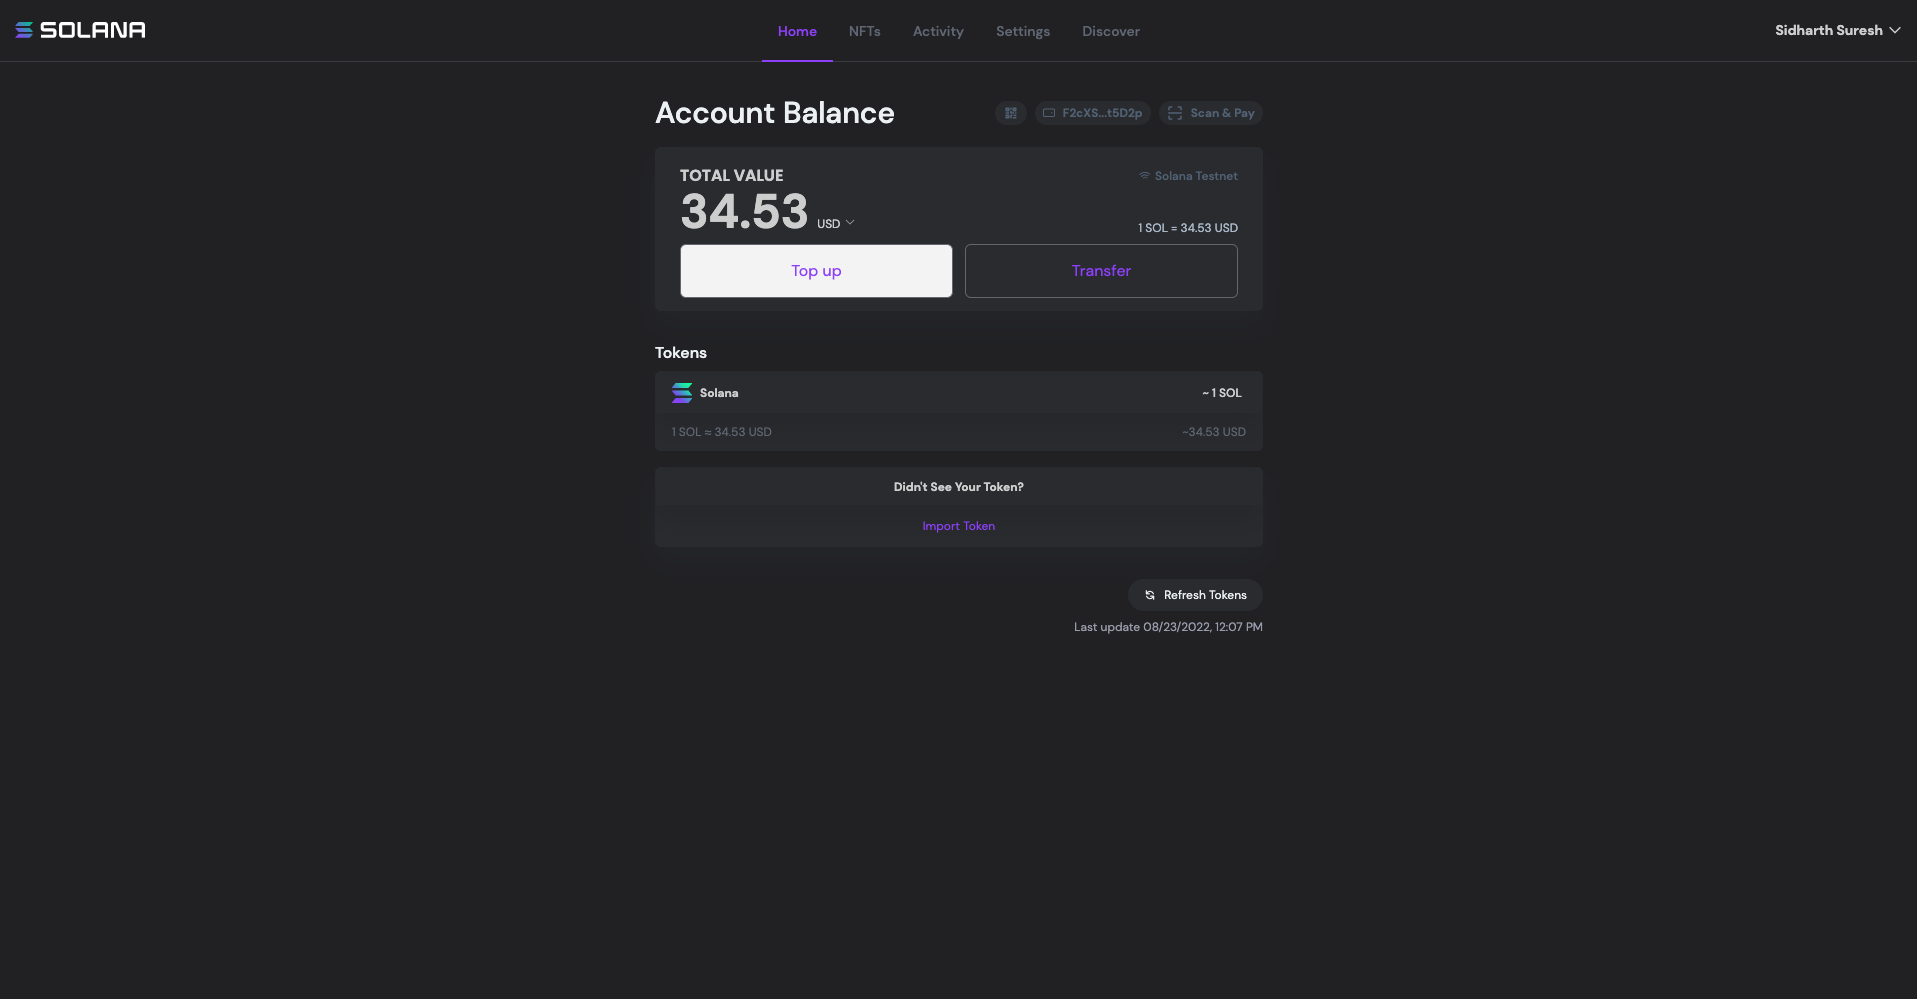 SOLANA
Home NFTs Activity Settings Discover
Sidharth Suresh
Account Balance
F2cXS...t5D2p
Scan & Pay
TOTAL VALUE
Solana Testnet
34.53 USD
1 SOL = 34.53 USD
Top up
Transfer
Tokens
Solana
~ 1 SOL
1 SOL ≈ 34.53 USD
~34.53 USD
Didn't See Your Token?
Import Token
Refresh Tokens
Last update 08/23/2022, 12:07 PM